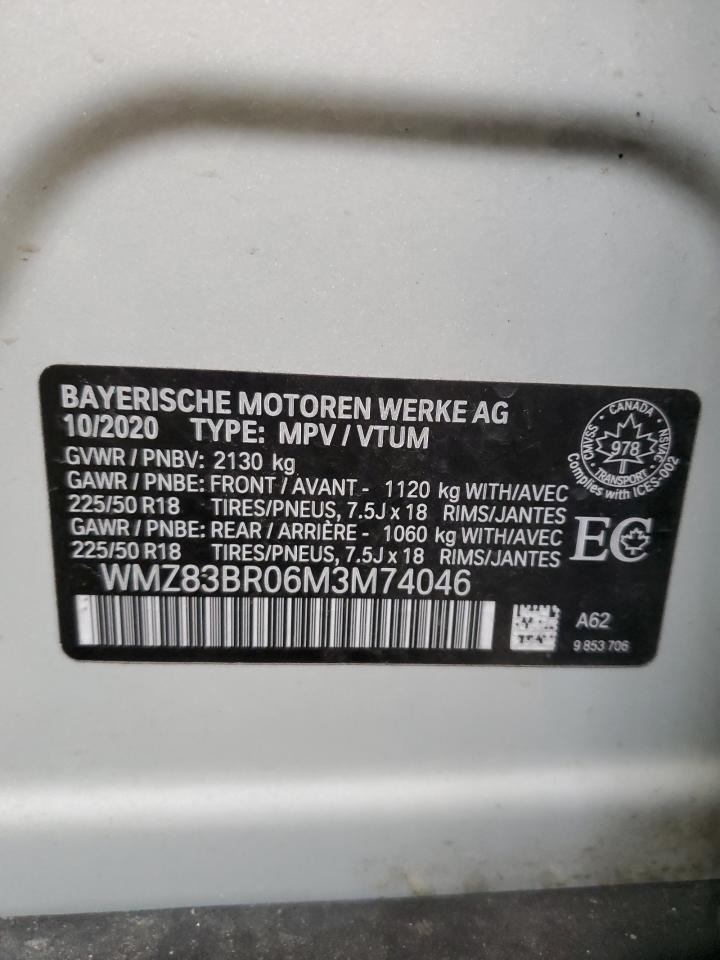 BAYERISCHE MOTOREN WERKE AG
10/2020 TYPE: MPV / VTUM
GVWR / PNBV: 2130 kg
GAWR / PNBE: FRONT / AVANT - 1120 kg WITH/AVEC
225/50 R18 TIRES/PNEUS, 7.5J x 18 RIMS/JANTES
GAWR / PNBE: REAR / ARRIÈRE - 1060 kg WITH/AVEC
225/50 R18 TIRES/PNEUS, 7.5J x 18 RIMS/JANTES
WMZ83BR06M3M74046
CANADA
CMVSS
NSVAC
978
TRANSPORT
Complies with ICES-002
EC
A62
9 853 706